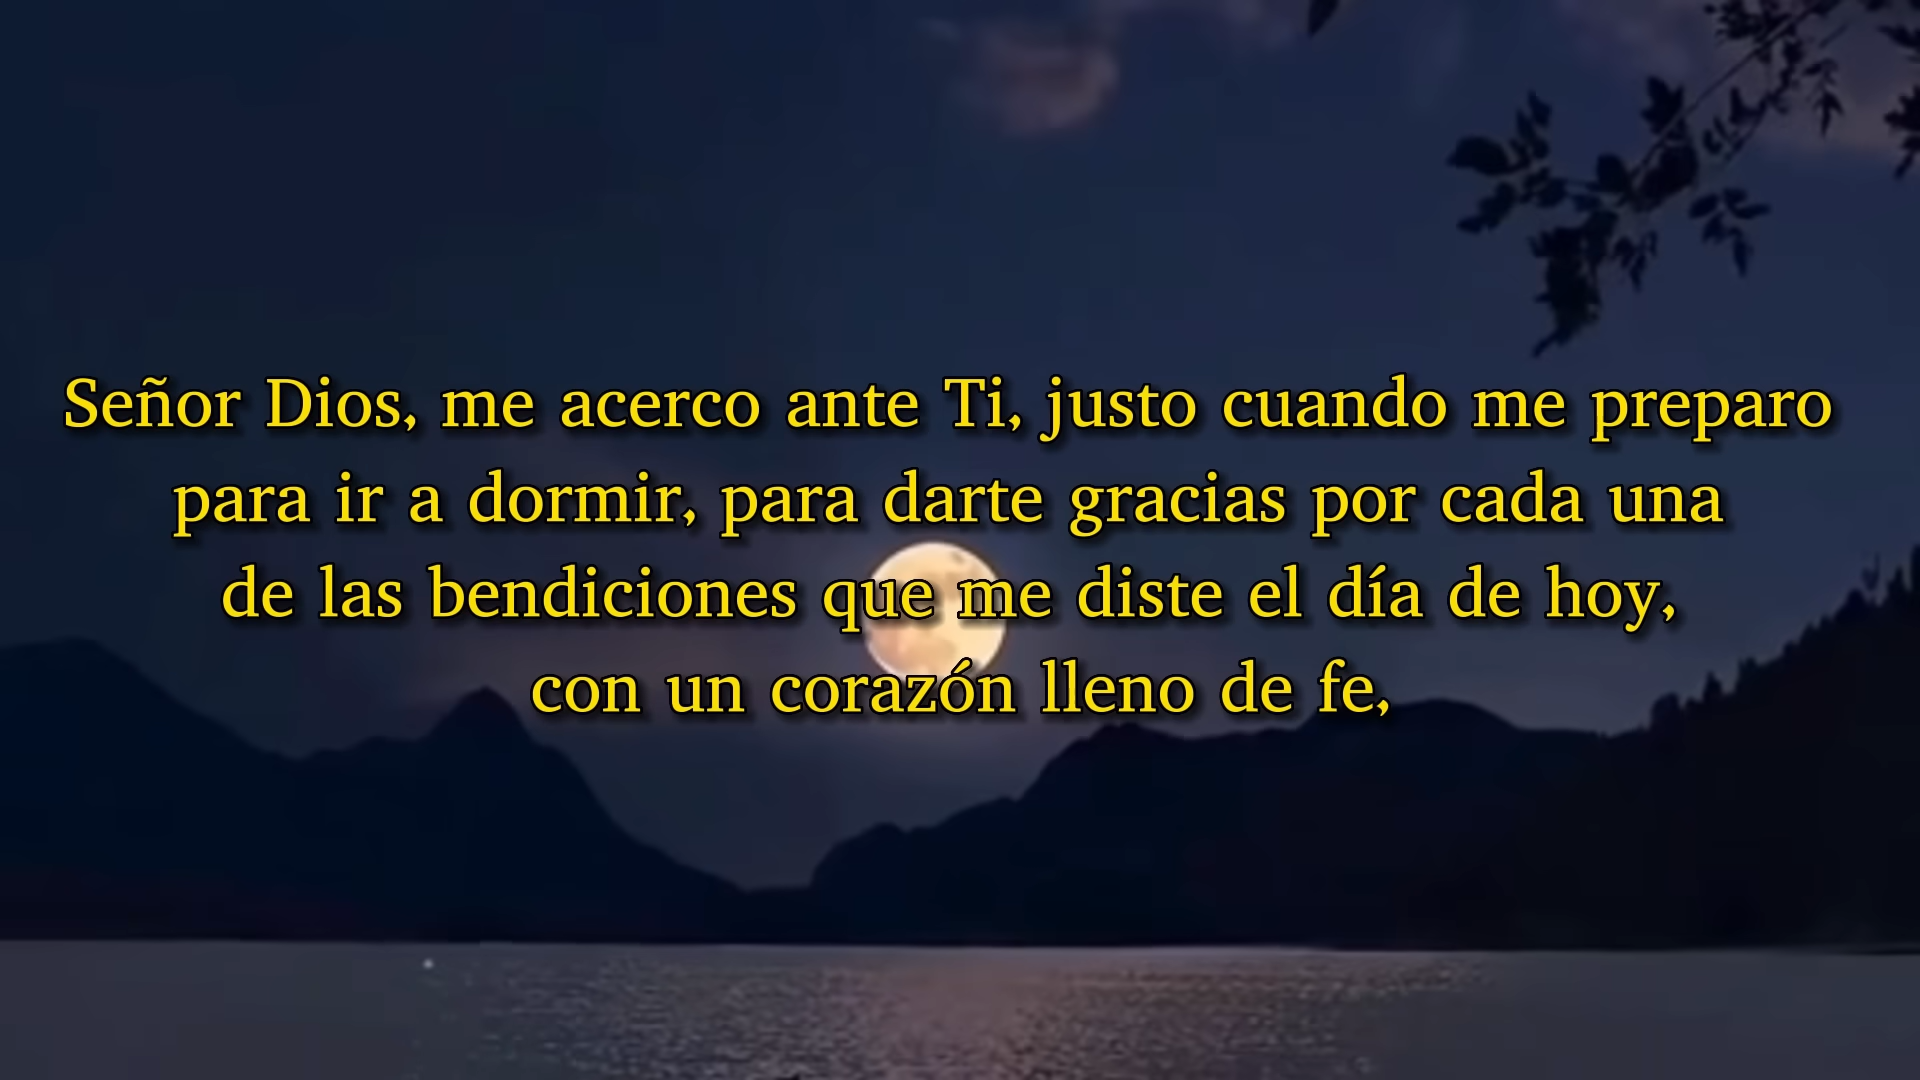 Señor Dios, me acerco ante Ti, justo cuando me preparo
para ir a dormir, para darte gracias por cada una
de las bendiciones que me diste el día de hoy,
con un corazón lleno de fe,